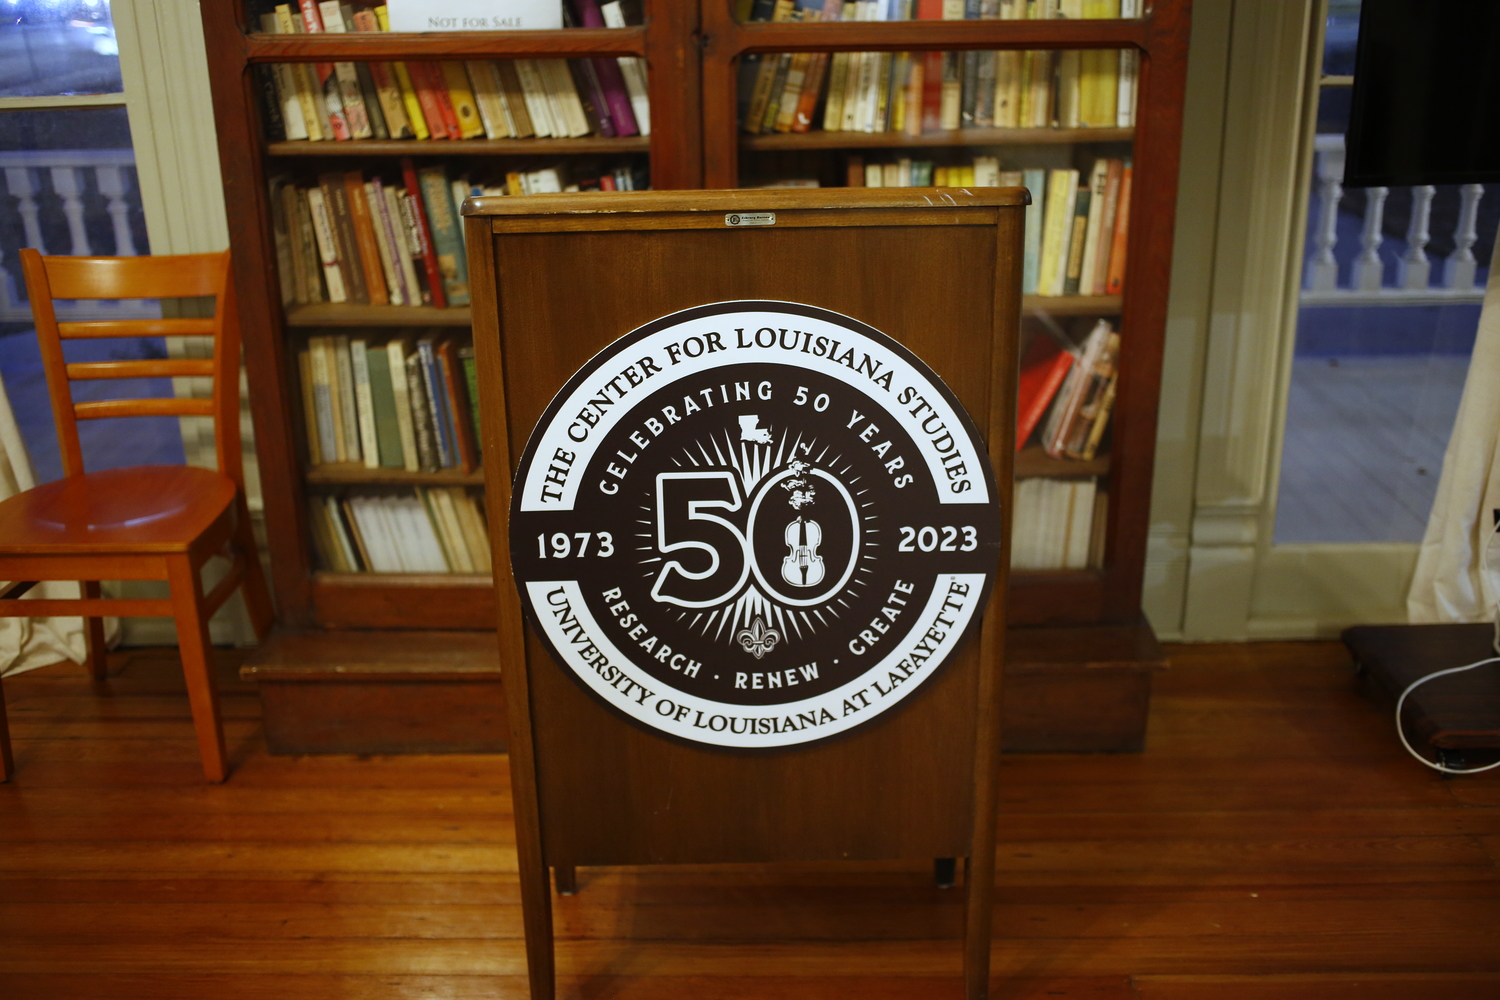 NOT FOR SALE
THE CENTER FOR LOUISIANA STUDIES
CELEBRATING 50 YEARS
50
1973 2023
RESEARCH · RENEW · CREATE
UNIVERSITY OF LOUISIANA AT LAFAYETTE